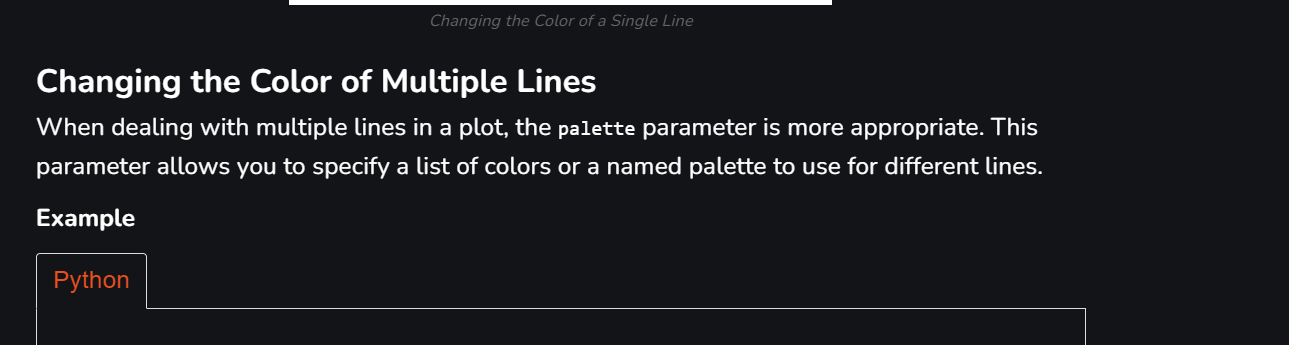 Changing the Color of a Single Line
Changing the Color of Multiple Lines
When dealing with multiple lines in a plot, the palette parameter is more appropriate. This
parameter allows you to specify a list of colors or a named palette to use for different lines.
Example
Python